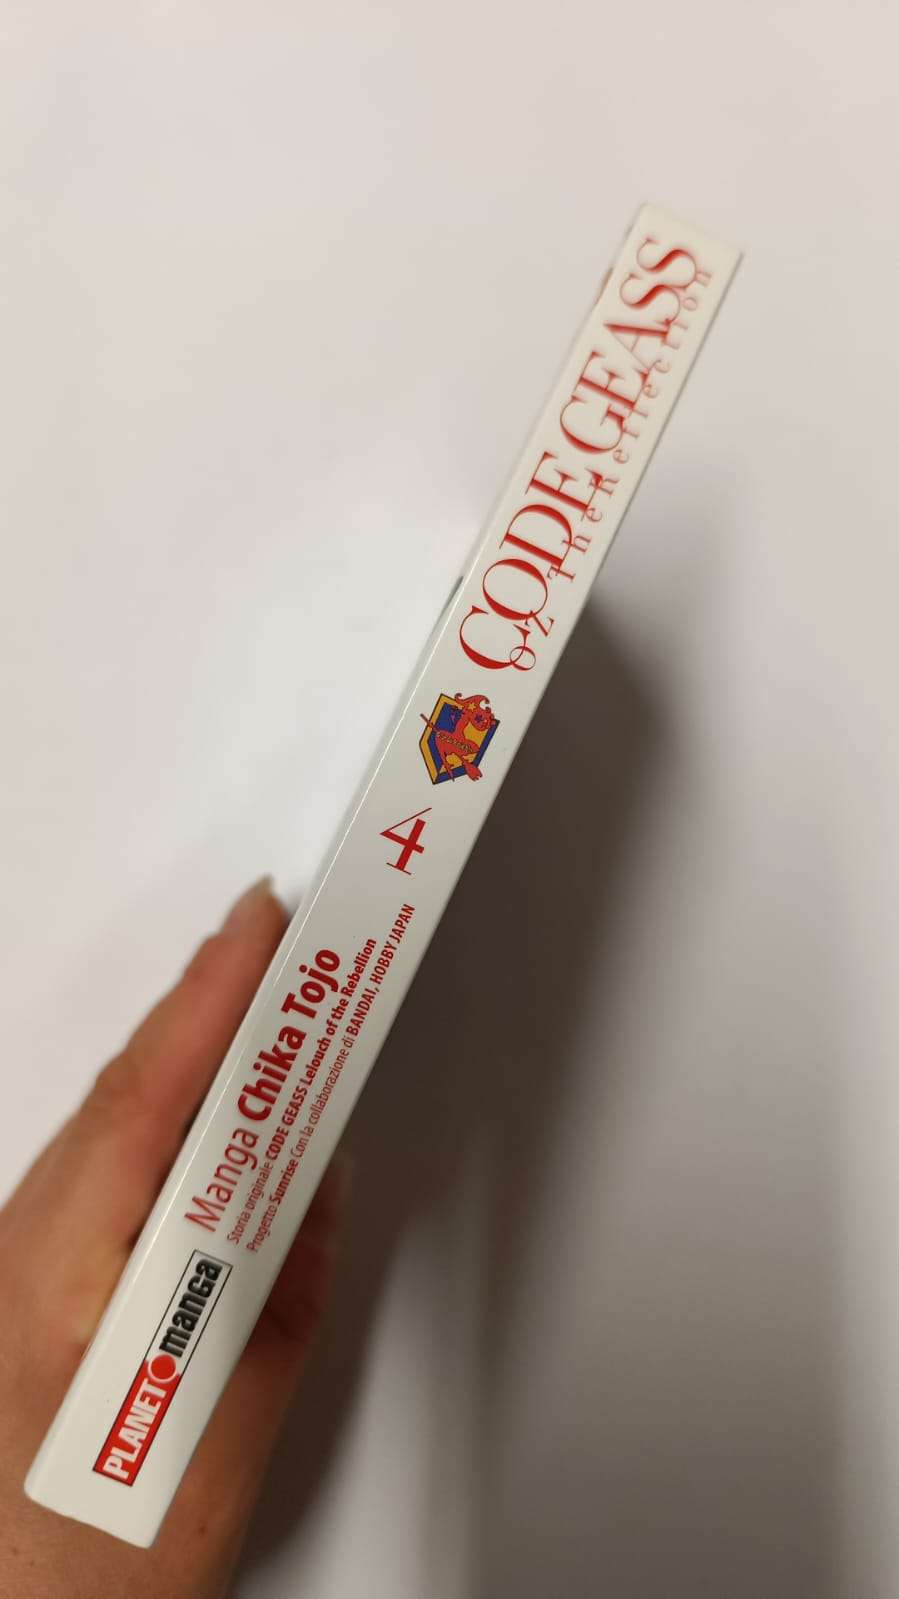 CODE GEASS
OZ The Reflection
4
Manga Chika Tojo
Storia originale CODE GEASS Lelouch of the Rebellion
Progetto Sunrise Con la collaborazione di BANDAI, HOBBY JAPAN
PLANET manga